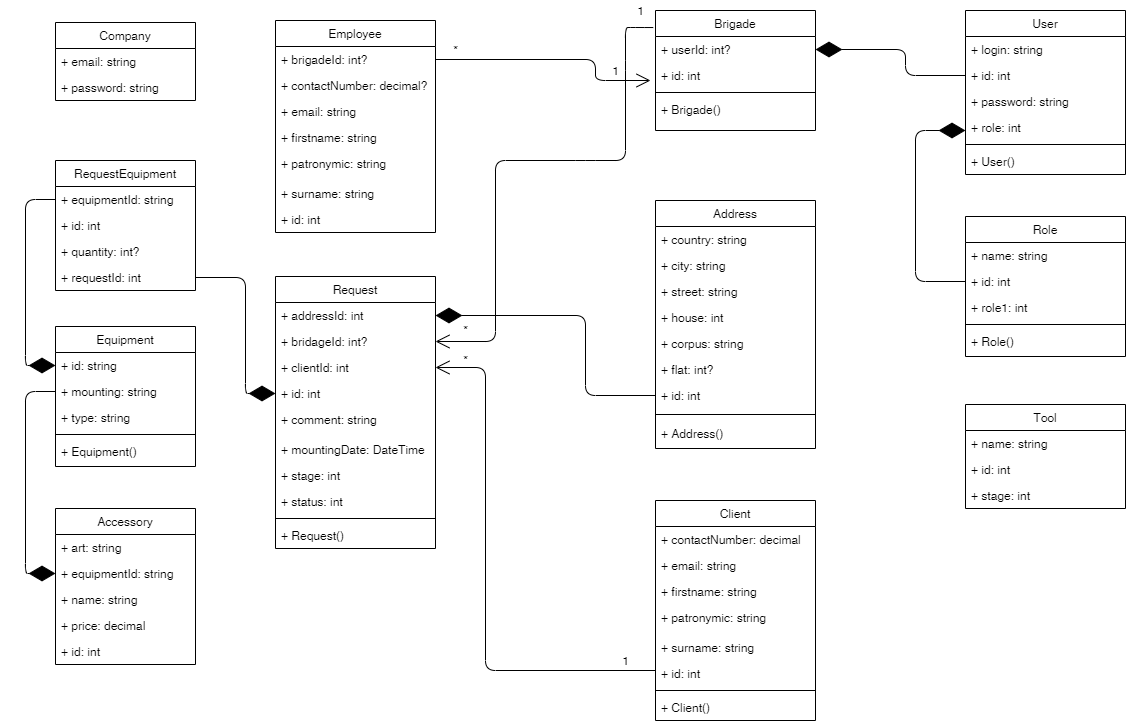 Company
+ email: string
+ password: string
Employee
+ brigadeId: int?
+ contactNumber: decimal?
+ email: string
+ firstname: string
+ patronymic: string
+ surname: string
+ id: int
*
1
1
Brigade
+ userId: int?
+ id: int
+ Brigade()
User
+ login: string
+ id: int
+ password: string
+ role: int
+ User()
RequestEquipment
+ equipmentId: string
+ id: int
+ quantity: int?
+ requestId: int
Request
+ addressId: int
+ bridageId: int?
+ clientId: int
+ id: int
+ comment: string
+ mountingDate: DateTime
+ stage: int
+ status: int
+ Request()
*
*
Address
+ country: string
+ city: string
+ street: string
+ house: int
+ corpus: string
+ flat: int?
+ id: int
+ Address()
Role
+ name: string
+ id: int
+ role1: int
+ Role()
Equipment
+ id: string
+ mounting: string
+ type: string
+ Equipment()
Tool
+ name: string
+ id: int
+ stage: int
Accessory
+ art: string
+ equipmentId: string
+ name: string
+ price: decimal
+ id: int
1
Client
+ contactNumber: decimal
+ email: string
+ firstname: string
+ patronymic: string
+ surname: string
+ id: int
+ Client()